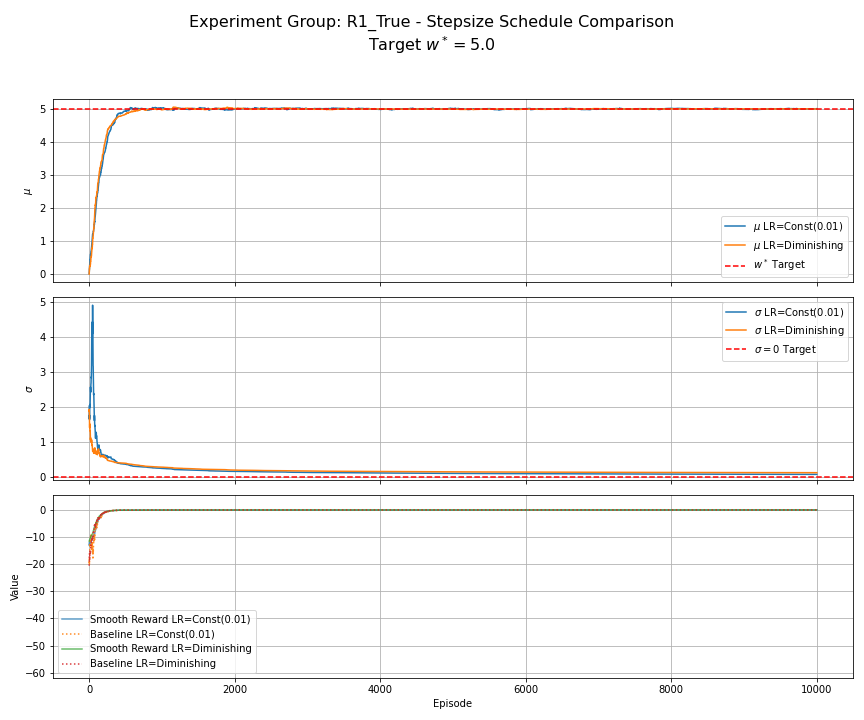 Experiment Group: R1_True - Stepsize Schedule Comparison
Target w* = 5.0
5
4
3
2
1
0
μ
μ LR=Const(0.01)
μ LR=Diminishing
w* Target
5
4
3
2
1
0
σ
σ LR=Const(0.01)
σ LR=Diminishing
σ = 0 Target
0
−10
−20
−30
−40
−50
−60
Value
Smooth Reward LR=Const(0.01)
Baseline LR=Const(0.01)
Smooth Reward LR=Diminishing
Baseline LR=Diminishing
0 2000 4000 6000 8000 10000
Episode